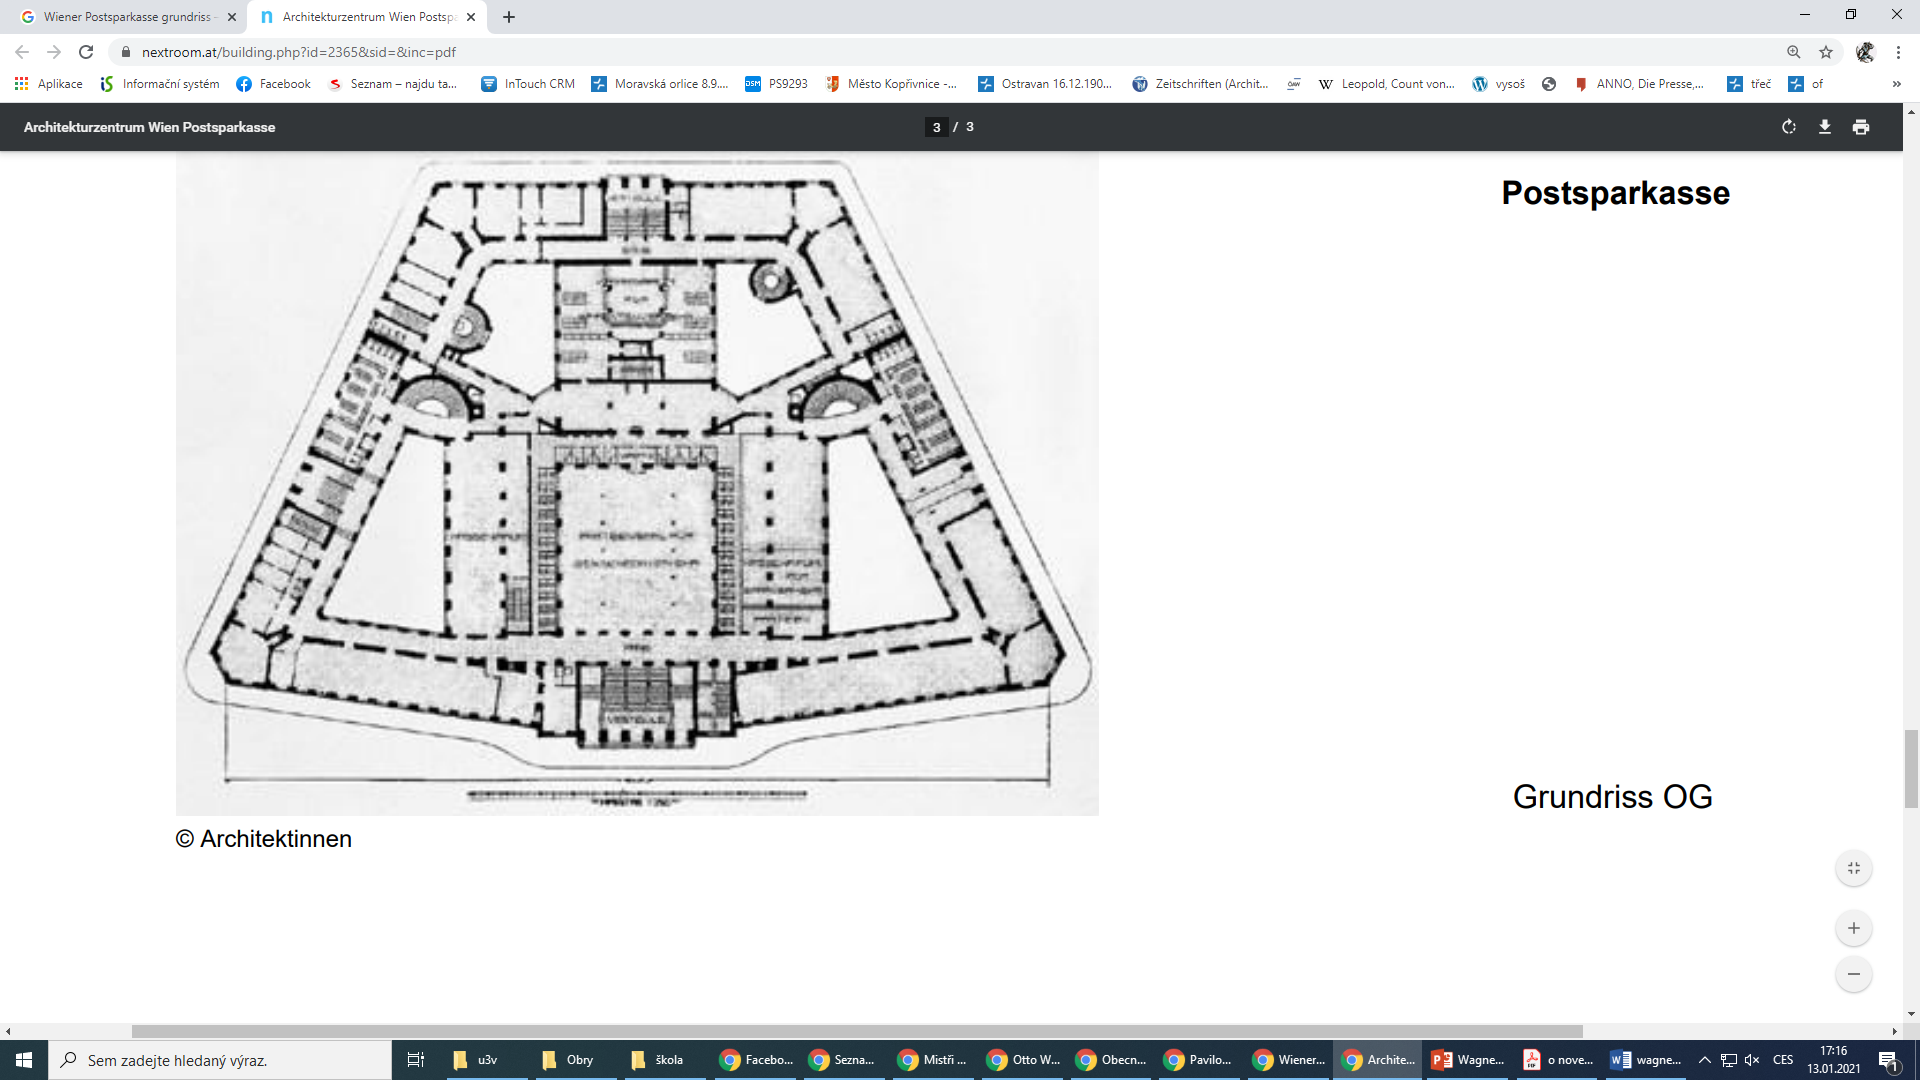 Wiener Postsparkasse grundriss -
Architekturzentrum Wien Postspa
nextroom.at/building.php?id=2365&sid=&inc=pdf
Aplikace
Informační systém
Facebook
Seznam – najdu ta...
InTouch CRM
Moravská orlice 8.9....
PS9293
Město Kopřivnice -...
Ostravan 16.12.190...
Zeitschriften (Archit...
Leopold, Count von...
vysoš
ANNO, Die Presse,...
třeč
of
Architekturzentrum Wien Postsparkasse
3 / 3
Postsparkasse
VESTIBULE
Grundriss OG
© Architektinnen
Sem zadejte hledaný výraz.
u3v
Obry
škola
Facebo...
Sezna...
Mistři ...
Otto W...
Obecn...
Pavilo...
Wiener...
Archite...
Wagne...
o nove...
wagne...
CES
17:16
13.01.2021
1